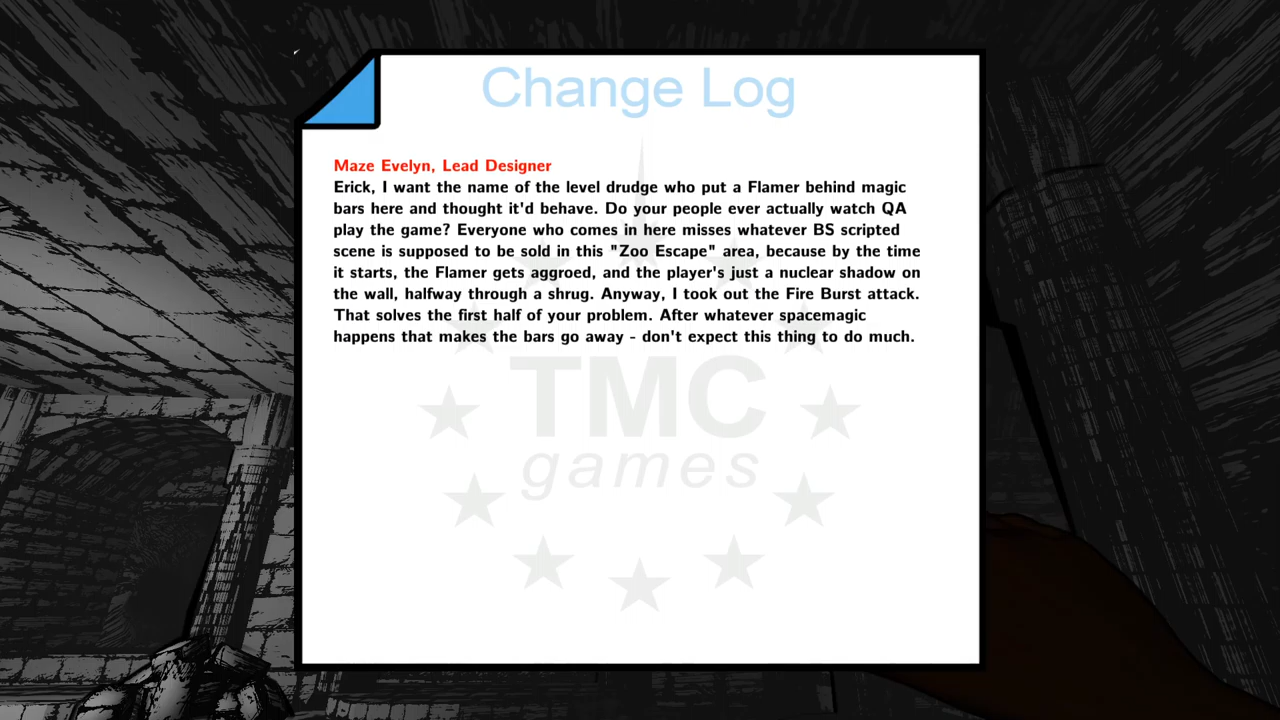 Change Log
Maze Evelyn, Lead Designer
Erick, I want the name of the level drudge who put a Flamer behind magic
bars here and thought it'd behave. Do your people ever actually watch QA
play the game? Everyone who comes in here misses whatever BS scripted
scene is supposed to be sold in this "Zoo Escape" area, because by the time
it starts, the Flamer gets aggroed, and the player's just a nuclear shadow on
the wall, halfway through a shrug. Anyway, I took out the Fire Burst attack.
That solves the first half of your problem. After whatever spacemagic
happens that makes the bars go away - don't expect this thing to do much.
TMC
games